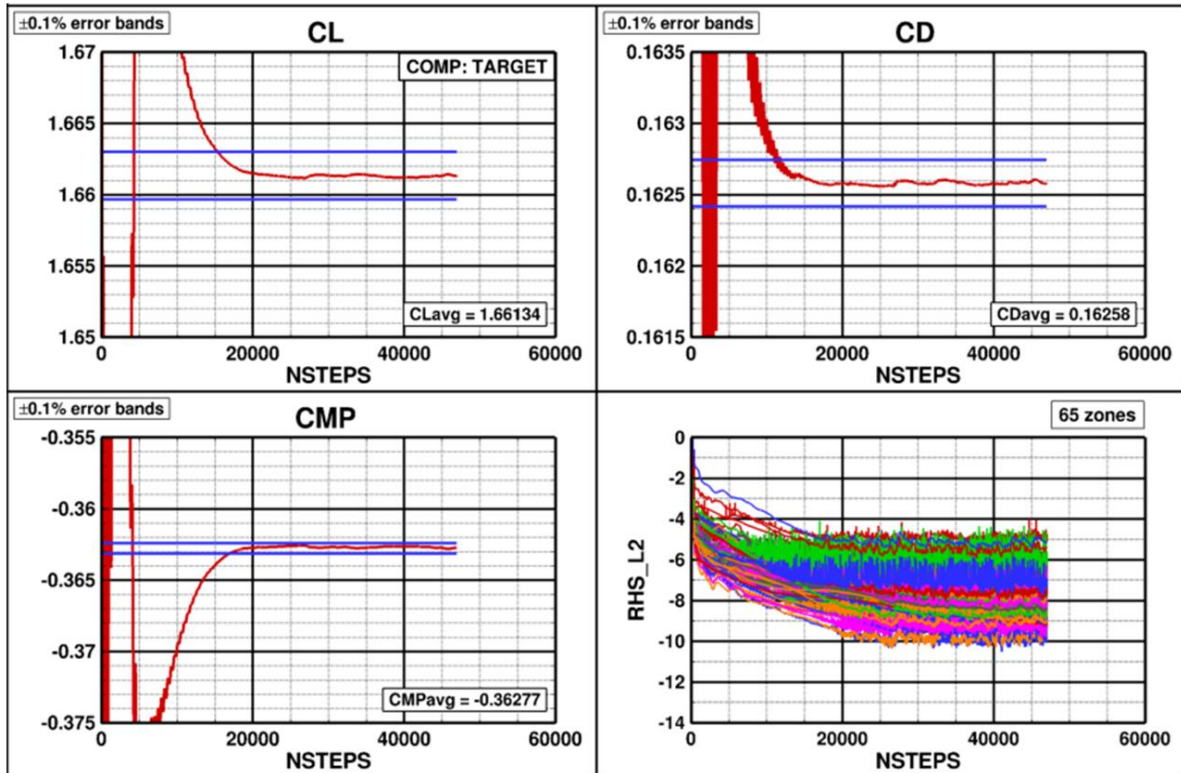 ±0.1% error bands
CL
1.67
1.665
1.66
1.655
1.65
COMP: TARGET
CLavg = 1.66134
0 20000 40000 60000
NSTEPS
±0.1% error bands
CD
0.1635
0.163
0.1625
0.162
0.1615
CDavg = 0.16258
0 20000 40000 60000
NSTEPS
±0.1% error bands
CMP
-0.355
-0.36
-0.365
-0.37
-0.375
CMPavg = -0.36277
0 20000 40000 60000
NSTEPS
65 zones
RHS_L2
0
-2
-4
-6
-8
-10
-12
-14
0 20000 40000 60000
NSTEPS